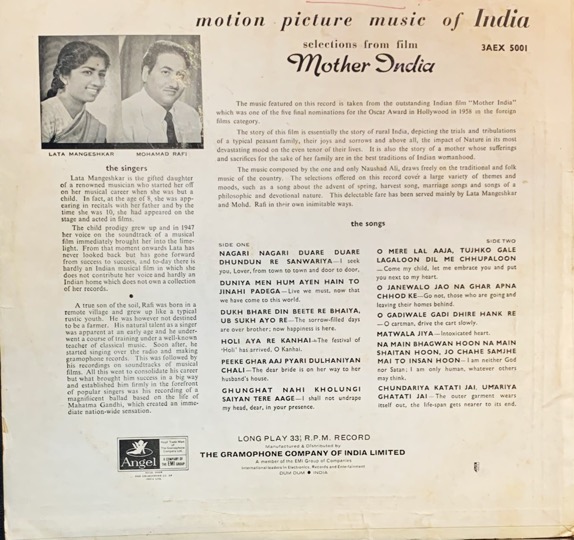 motion picture music of India
selections from film
3AEX 5001
Mother India
LATA MANGESHKAR
MOHAMAD RAFI
The music featured on this record is taken from the outstanding Indian film "Mother India"
which was one of the five final nominations for the Oscar Award in Hollywood in 1958 in the foreign
films category.
The story of this film is essentially the story of rural India, depicting the trials and tribulations
of a typical peasant family, their joys and sorrows and above all, the impact of Nature in its most
devastating mood on the even tenor of their lives. It is also the story of a mother whose sufferings
and sacrifices for the sake of her family are in the best traditions of Indian womanhood.
The music composed by the one and only Naushad Ali, draws freely on the traditional and folk
music of the country. The selections offered on this record cover a large variety of themes and
moods, such as a song about the advent of spring, harvest song, marriage songs and songs of a
philosophic and devotional nature. This delectable fare has been served mainly by Lata Mangeshkar
and Mohd. Rafi in their own inimitable ways.
the singers
Lata Mangeshkar is the gifted daughter
of a renowned musician who started her off
on her musical career when she was but a
child. In fact, at the age of 8, she was app-
earing in recitals with her father and by the
time she was 10, she had appeared on the
stage and acted in films.
The child prodigy grew up and in 1947
her voice on the soundtrack of a musical
film immediately brought her into the lime-
light. From that moment onwards Lata has
never looked back but has gone forward
from success to success, and to-day there is
hardly an Indian musical film in which she
does not contribute her voice and hardly an
Indian home which does not own a collection
of her records.
A true son of the soil, Rafi was born in a
remote village and grew up like a typical
rustic youth. He was however not destined
to be a farmer. His natural talent as a singer
was apparent at an early age and he under-
went a course of training under a well-known
teacher of classical music. Soon after, he
started singing over the radio and making
gramophone records. This was followed by
his recordings on soundtracks of musical
films. All this went to consolidate his career
but what brought him success in a big way
and established him firmly in the forefront
of popular singers was his recording of a
magnificent ballad based on the life of
Mahatma Gandhi, which created an imme-
diate nation-wide sensation.
the songs
SIDE ONE
NAGARI NAGARI DUARE DUARE
DHUNDUN RE SANWARIYA—I seek
you, Lover, from town to town and door to door,
DUNIYA MEN HUM AYEN HAIN TO
JINAHI PADEGA—Live we must, now that
we have come to this world.
DUKH BHARE DIN BEETE RE BHAIYA,
UB SUKH AYO RE—The sorrow-filled days
are over brother; now happiness is here.
HOLI AYA RE KANHAI—The festival of
'Holi' has arrived, O Kanhai.
PEEKE GHAR AAJ PYARI DULHANIYAN
CHALI—The dear bride is on her way to her
husband's house.
GHUNGHAT NAHI KHOLUNGI
SAIYAN TERE AAGE—I shall not undrape
my head, dear, in your presence.
SIDE TWO
O MERE LAL AAJA, TUJHKO GALE
LAGALOON DIL ME CHHUPALOON
—Come my child, let me embrace you and put
you next to my heart.
O JANEWALO JAO NA GHAR APNA
CHHOD KE—Go not, those who are going and
leaving their homes behind.
O GADIWALE GADI DHIRE HANK RE
—O cartman, drive the cart slowly.
MATWALA JIYA—Intoxicated heart.
NA MAIN BHAGWAN HOON NA MAIN
SHAITAN HOON, JO CHAHE SAMJHE
MAI TO INSAN HOON—I am neither God
nor Satan; I am only human, whatever others
may think.
CHUNDARIYA KATATI JAI, UMARIYA
GHATATI JAI—The outer garment wears
itself out, the life-span gets nearer to its end.
Angel
A COMPANY OF
THE EMI GROUP
LONG PLAY 33⅓ R.P.M. RECORD
Manufactured & Distributed by
THE GRAMOPHONE COMPANY OF INDIA LIMITED
A member of the EMI Group of Companies
International leaders in Electronics, Records and Entertainment
DUM DUM • INDIA